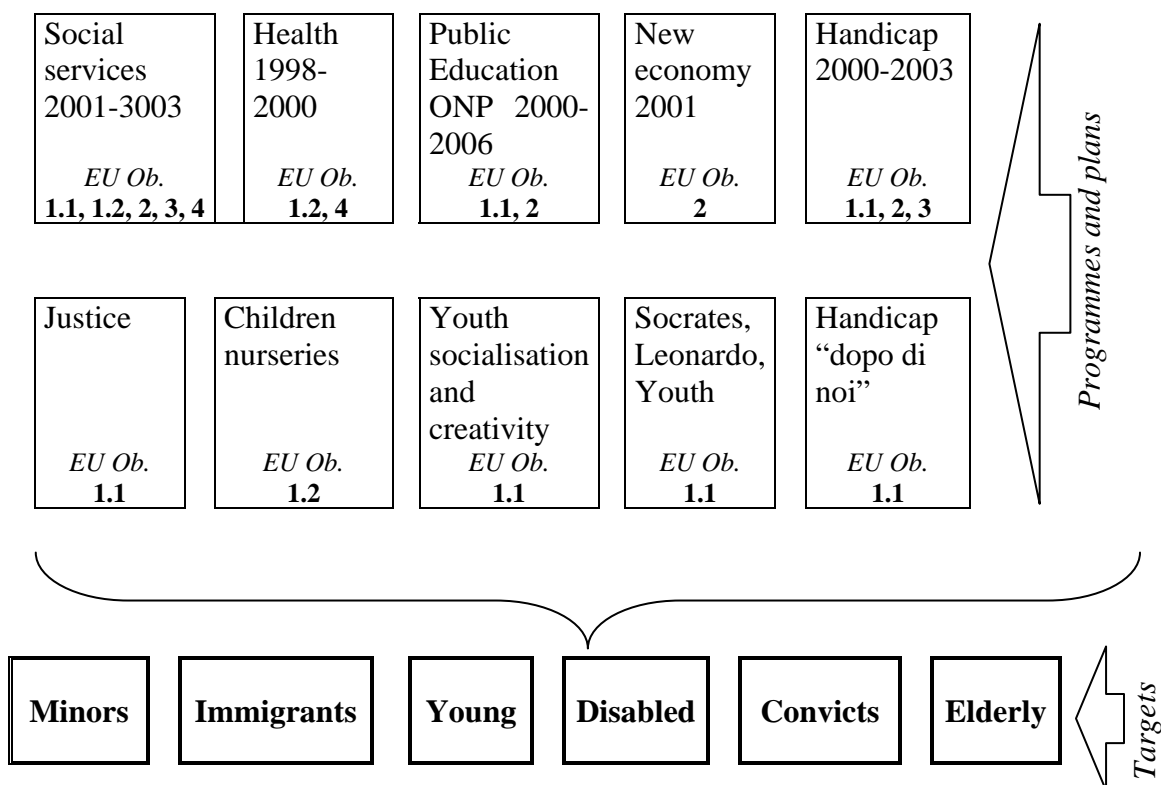 Social
services
2001-3003
EU Ob.
1.1, 1.2, 2, 3, 4
Health
1998-
2000
EU Ob.
1.2, 4
Public
Education
ONP 2000-
2006
EU Ob.
1.1, 2
New
economy
2001
EU Ob.
2
Handicap
2000-2003
EU Ob.
1.1, 2, 3
Programmes and plans
Justice
EU Ob.
1.1
Children
nurseries
EU Ob.
1.2
Youth
socialisation
and
creativity
EU Ob.
1.1
Socrates,
Leonardo,
Youth
EU Ob.
1.1
Handicap
“dopo di
noi”
EU Ob.
1.1
Minors
Immigrants
Young
Disabled
Convicts
Elderly
Targets